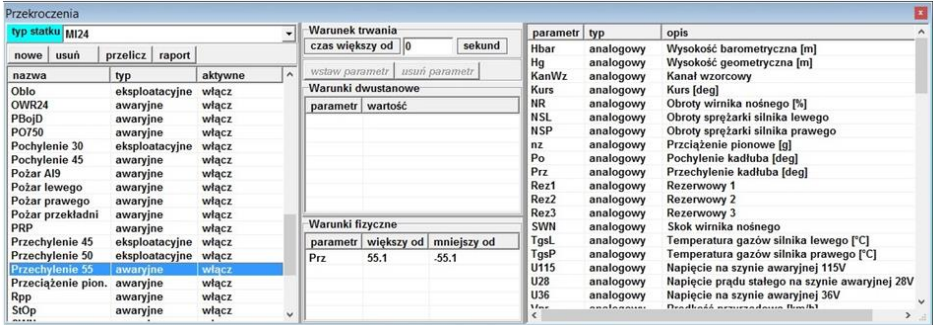 Przekroczenia
typ statku MI24
nowe usuń przelicz raport
nazwa typ aktywne
Oblo eksploatacyjne włącz
OWR24 awaryjne włącz
PBojD awaryjne włącz
PO750 awaryjne włącz
Pochylenie 30 eksploatacyjne włącz
Pochylenie 45 awaryjne włącz
Pożar AI9 awaryjne włącz
Pożar lewego awaryjne włącz
Pożar prawego awaryjne włącz
Pożar przekładni awaryjne włącz
PRP awaryjne włącz
Przechylenie 45 eksploatacyjne włącz
Przechylenie 50 eksploatacyjne włącz
Przechylenie 55 awaryjne włącz
Przeciążenie pion. awaryjne włącz
Rpp awaryjne włącz
StOp awaryjne włącz
Warunek trwania
czas większy od 0 sekund
wstaw parametr usuń parametr
Warunki dwustanowe
parametr wartość
Warunki fizyczne
parametr większy od mniejszy od
Prz 55.1 -55.1
parametr typ opis
Hbar analogowy Wysokość barometryczna [m]
Hg analogowy Wysokość geometryczna [m]
KanWz analogowy Kanał wzorcowy
Kurs analogowy Kurs [deg]
NR analogowy Obroty wirnika nośnego [%]
NSL analogowy Obroty sprężarki silnika lewego
NSP analogowy Obroty sprężarki silnika prawego
nz analogowy Przciążenie pionowe [g]
Po analogowy Pochylenie kadłuba [deg]
Prz analogowy Przechylenie kadłuba [deg]
Rez1 analogowy Rezerwowy 1
Rez2 analogowy Rezerwowy 2
Rez3 analogowy Rezerwowy 3
SWN analogowy Skok wirnika nośnego
TgsL analogowy Temperatura gazów silnika lewego [°C]
TgsP analogowy Temperatura gazów silnika prawego [°C]
U115 analogowy Napięcie na szynie awaryjnej 115V
U28 analogowy Napięcie prądu stałego na szynie awaryjnej 28V
U36 analogowy Napięcie na szynie awaryjnej 36V